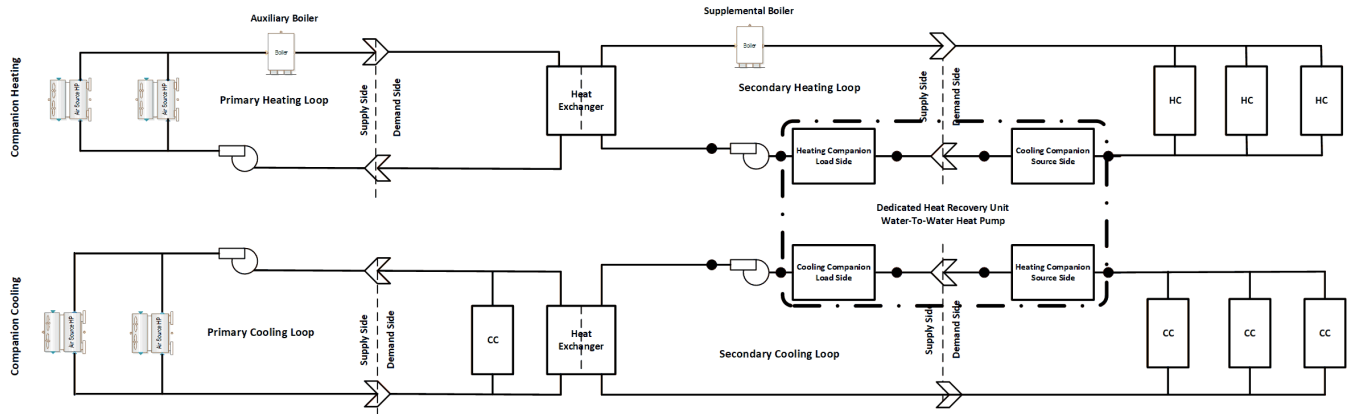 Companion Heating
Auxiliary Boiler
Boiler
Air Source HP
Air Source HP
Primary Heating Loop
Supply Side
Demand Side
Heat
Exchanger
Supplemental Boiler
Boiler
Secondary Heating Loop
Supply Side
Demand Side
HC
HC
HC
Heating Companion
Load Side
Cooling Companion
Source Side
Dedicated Heat Recovery Unit
Water-To-Water Heat Pump
Cooling Companion
Load Side
Heating Companion
Source Side
Companion Cooling
Air Source HP
Air Source HP
Primary Cooling Loop
Supply Side
Demand Side
CC
Heat
Exchanger
Secondary Cooling Loop
Supply Side
Demand Side
CC
CC
CC